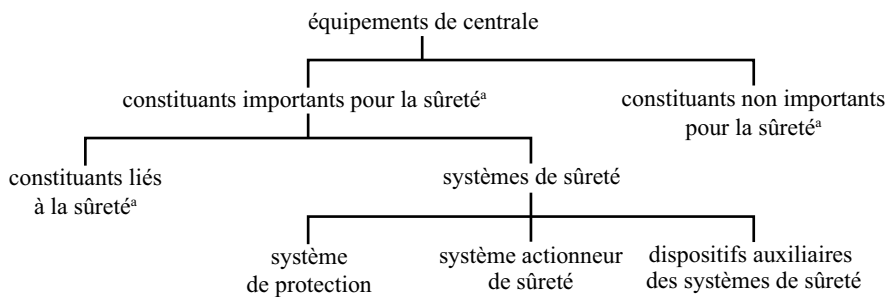 équipements de centrale
constituants importants pour la sûretéᵃ
constituants non importants
pour la sûretéᵃ
constituants liés
à la sûretéᵃ
systèmes de sûreté
système
de protection
système actionneur
de sûreté
dispositifs auxiliaires
des systèmes de sûreté